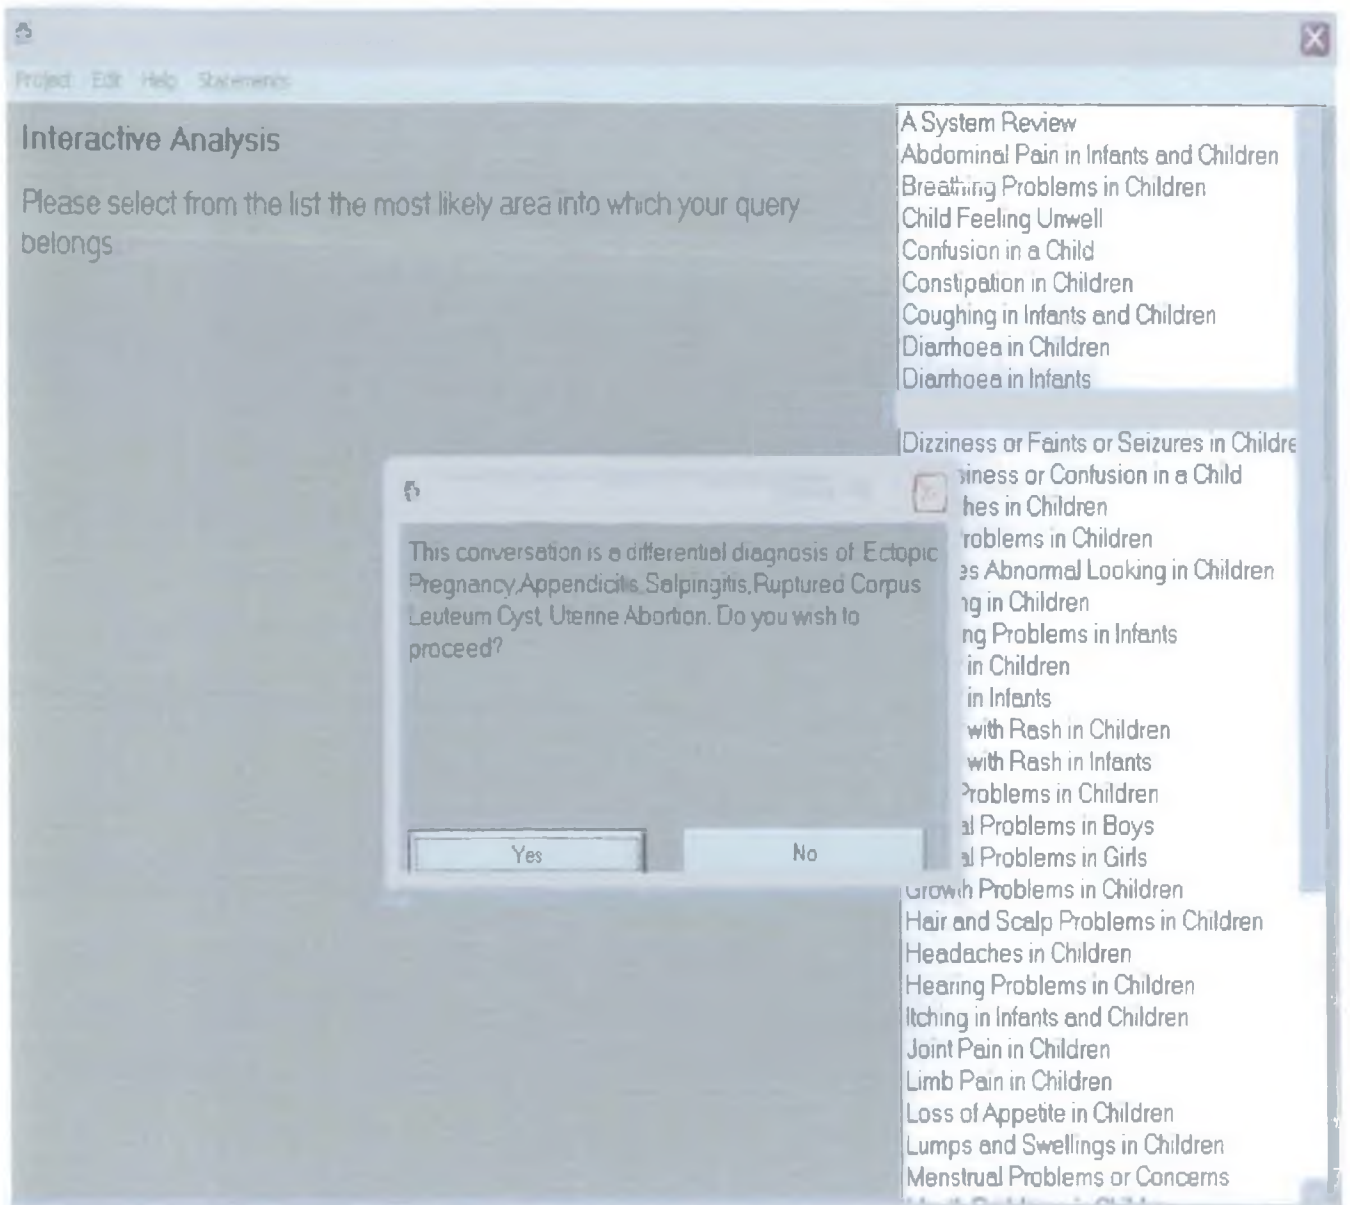 Project Edit Help Statements
Interactive Analysis
Please select from the list the most likely area into which your query
belongs
A System Review
Abdominal Pain in Infants and Children
Breathing Problems in Children
Child Feeling Unwell
Confusion in a Child
Constipation in Children
Coughing in Infants and Children
Diarrhoea in Children
Diarrhoea in Infants
Dizziness or Faints or Seizures in Childre
siness or Confusion in a Child
hes in Children
roblems in Children
es Abnormal Looking in Children
ng in Children
ng Problems in Infants
in Children
in Infants
with Rash in Children
with Rash in Infants
Problems in Children
al Problems in Boys
al Problems in Girls
Growth Problems in Children
Hair and Scalp Problems in Children
Headaches in Children
Hearing Problems in Children
Itching in Infants and Children
Joint Pain in Children
Limb Pain in Children
Loss of Appetite in Children
Lumps and Swellings in Children
Menstrual Problems or Concerns
This conversation is a differential diagnosis of: Ectopic
Pregnancy,Appendicitis,Salpingitis,Ruptured Corpus
Leuteum Cyst, Uterine Abortion. Do you wish to
proceed?
Yes
No